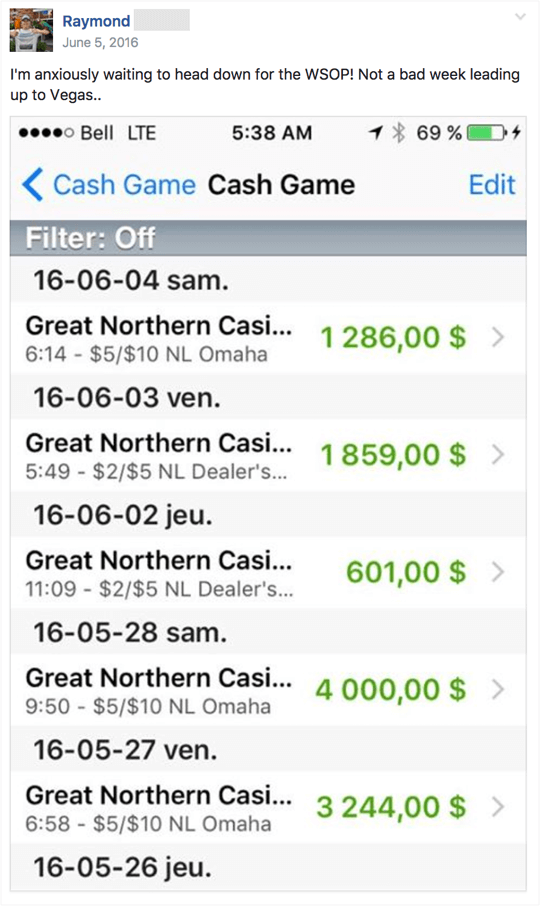 Raymond
June 5, 2016
I'm anxiously waiting to head down for the WSOP! Not a bad week leading
up to Vegas..
Bell LTE 5:38 AM 69 %
Cash Game Cash Game Edit
Filter: Off
16-06-04 sam.
Great Northern Casi... 1 286,00 $
6:14 - $5/$10 NL Omaha
16-06-03 ven.
Great Northern Casi... 1 859,00 $
5:49 - $2/$5 NL Dealer's...
16-06-02 jeu.
Great Northern Casi... 601,00 $
11:09 - $2/$5 NL Dealer's...
16-05-28 sam.
Great Northern Casi... 4 000,00 $
9:50 - $5/$10 NL Omaha
16-05-27 ven.
Great Northern Casi... 3 244,00 $
6:58 - $5/$10 NL Omaha
16-05-26 jeu.